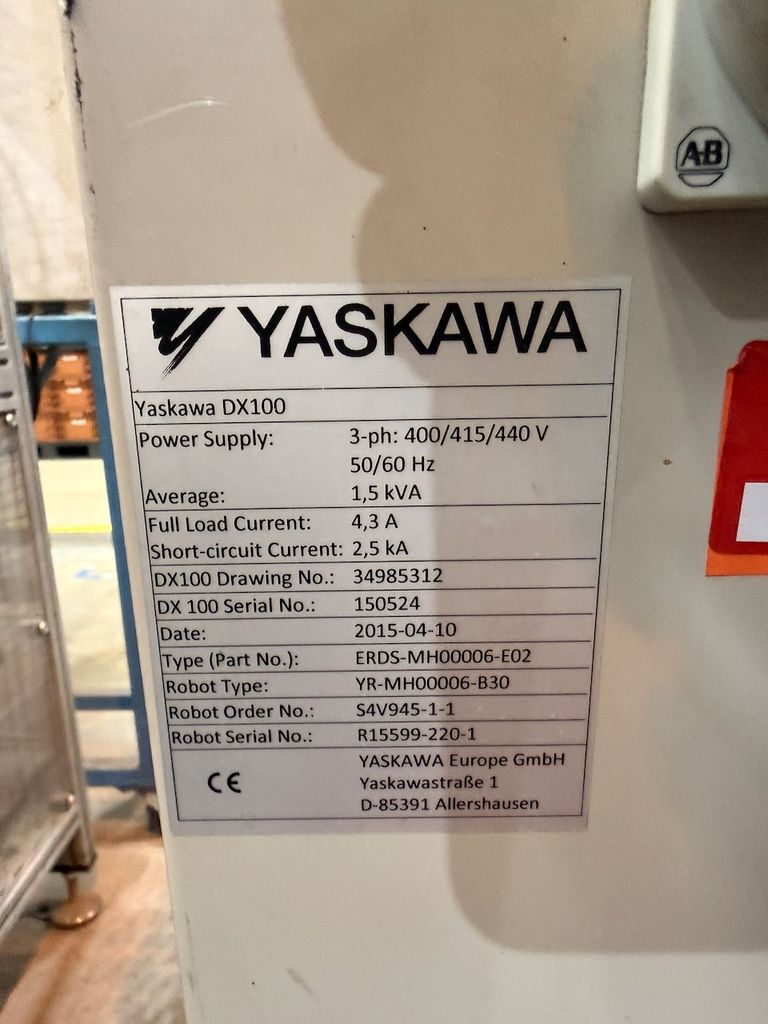 A-B
YASKAWA
Yaskawa DX100
Power Supply: 3-ph: 400/415/440 V
50/60 Hz
Average: 1,5 kVA
Full Load Current: 4,3 A
Short-circuit Current: 2,5 kA
DX100 Drawing No.: 34985312
DX 100 Serial No.: 150524
Date: 2015-04-10
Type (Part No.): ERDS-MH00006-E02
Robot Type: YR-MH00006-B30
Robot Order No.: S4V945-1-1
Robot Serial No.: R15599-220-1
CE
YASKAWA Europe GmbH
Yaskawastraße 1
D-85391 Allershausen